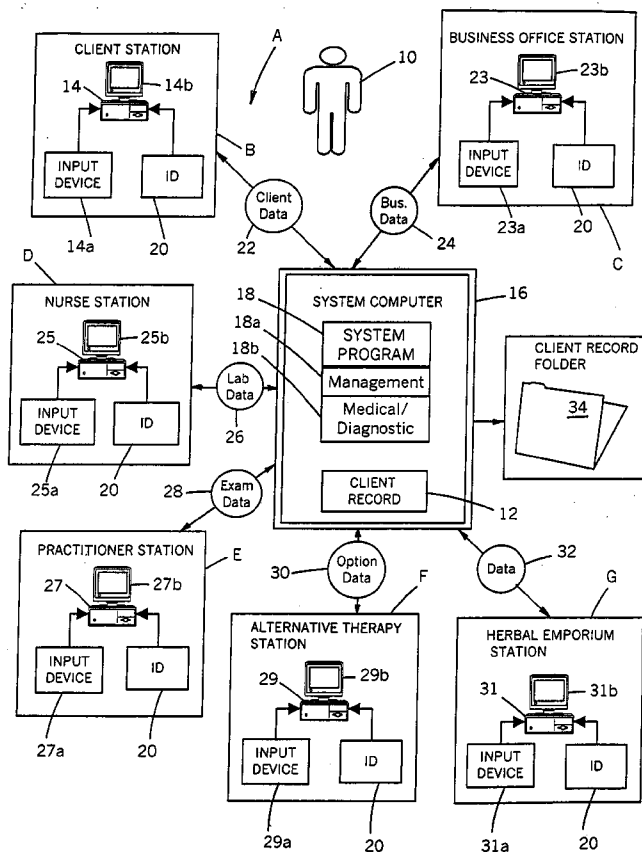 CLIENT STATION
14
14b
INPUT
DEVICE
ID
14a
20
B
A
10
BUSINESS OFFICE STATION
23
23b
INPUT
DEVICE
ID
23a
20
C
Client
Data
22
Bus.
Data
24
D
NURSE STATION
25
25b
INPUT
DEVICE
ID
25a
20
Lab
Data
26
SYSTEM COMPUTER
16
18
18a
18b
SYSTEM
PROGRAM
Management
Medical/
Diagnostic
CLIENT
RECORD
12
CLIENT RECORD
FOLDER
34
28
Exam
Data
PRACTITIONER STATION
E
27
27b
INPUT
DEVICE
ID
27a
20
30
Option
Data
F
ALTERNATIVE THERAPY
STATION
29
29b
INPUT
DEVICE
ID
29a
20
Data
32
G
HERBAL EMPORIUM
STATION
31
31b
INPUT
DEVICE
ID
31a
20